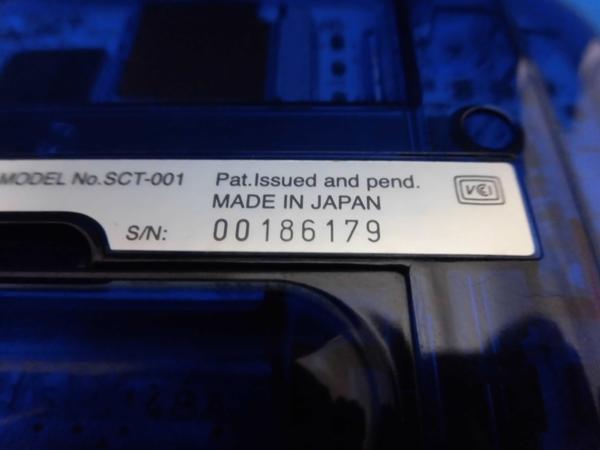 MODEL No.SCT-001 Pat.Issued and pend.
MADE IN JAPAN
S/N: 00186179